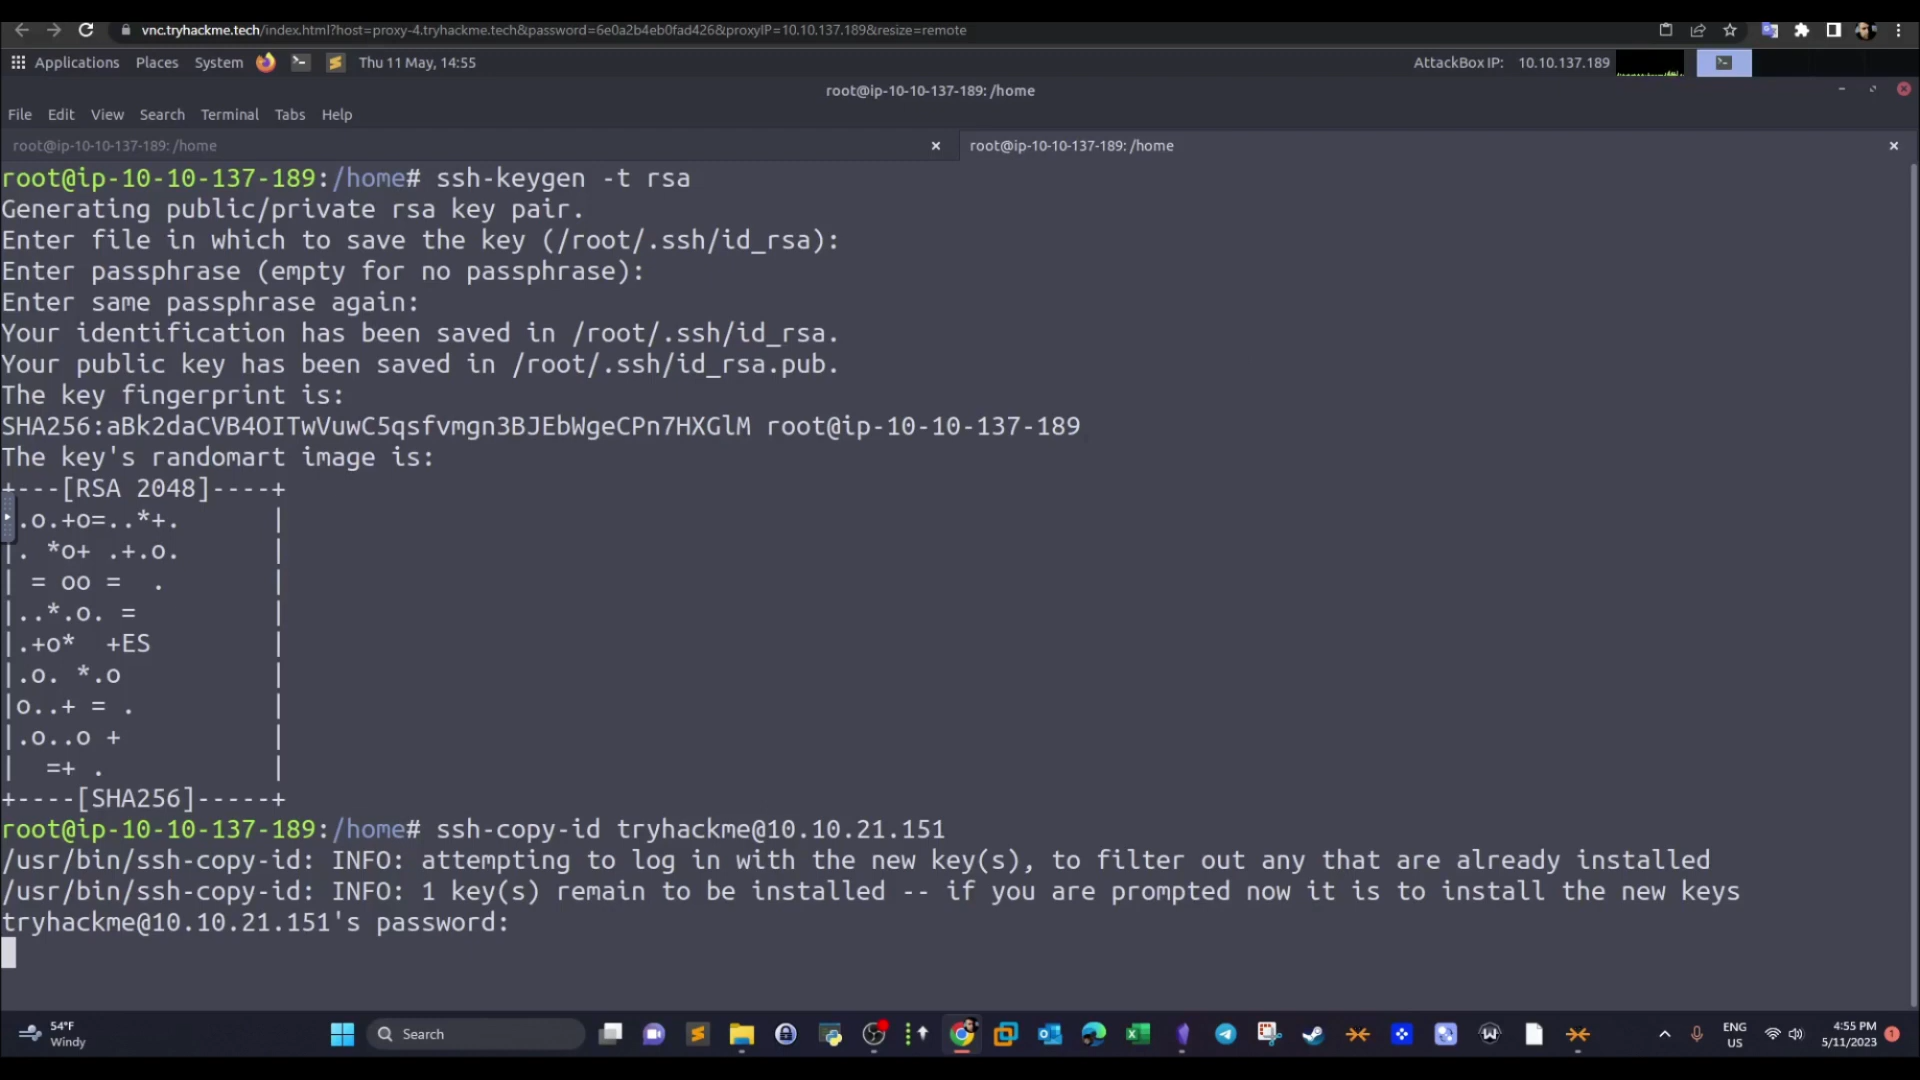 vnc.tryhackme.tech/index.html?host=proxy-4.tryhackme.tech&password=6e0a2b4eb0fad426&proxyIP=10.10.137.189&resize=remote
Applications Places System Thu 11 May, 14:55 AttackBox IP: 10.10.137.189
root@ip-10-10-137-189: /home
File Edit View Search Terminal Tabs Help
root@ip-10-10-137-189: /home root@ip-10-10-137-189: /home
root@ip-10-10-137-189:/home# ssh-keygen -t rsa
Generating public/private rsa key pair.
Enter file in which to save the key (/root/.ssh/id_rsa):
Enter passphrase (empty for no passphrase):
Enter same passphrase again:
Your identification has been saved in /root/.ssh/id_rsa.
Your public key has been saved in /root/.ssh/id_rsa.pub.
The key fingerprint is:
SHA256:aBk2daCVB4OITwVuwC5qsfvmgn3BJEbWgeCPn7HXGlM root@ip-10-10-137-189
The key's randomart image is:
+---[RSA 2048]----+
|.o.+o=..*+.      |
|. *o+ .+.o.      |
| = oo =  .       |
|..*.o. =         |
|.+o*  +ES        |
|.o. *.o          |
|o..+ = .         |
|.o..o +          |
|  =+ .           |
+----[SHA256]-----+
root@ip-10-10-137-189:/home# ssh-copy-id tryhackme@10.10.21.151
/usr/bin/ssh-copy-id: INFO: attempting to log in with the new key(s), to filter out any that are already installed
/usr/bin/ssh-copy-id: INFO: 1 key(s) remain to be installed -- if you are prompted now it is to install the new keys
tryhackme@10.10.21.151's password:
54°F
Windy
Search
ENG
US
4:55 PM
5/11/2023
1